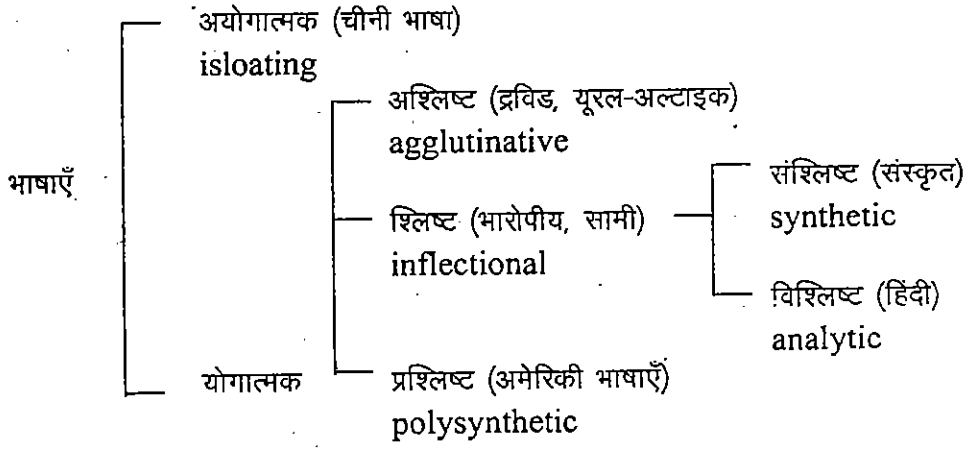 अयोगात्मक (चीनी भाषा)
isloating
अश्लिष्ट (द्रविड, यूरल-अल्टाइक)
agglutinative
भाषाएँ
संश्लिष्ट (संस्कृत)
synthetic
श्लिष्ट (भारोपीय, सामी)
inflectional
विश्लिष्ट (हिंदी)
analytic
योगात्मक
प्रश्लिष्ट (अमेरिकी भाषाएँ)
polysynthetic